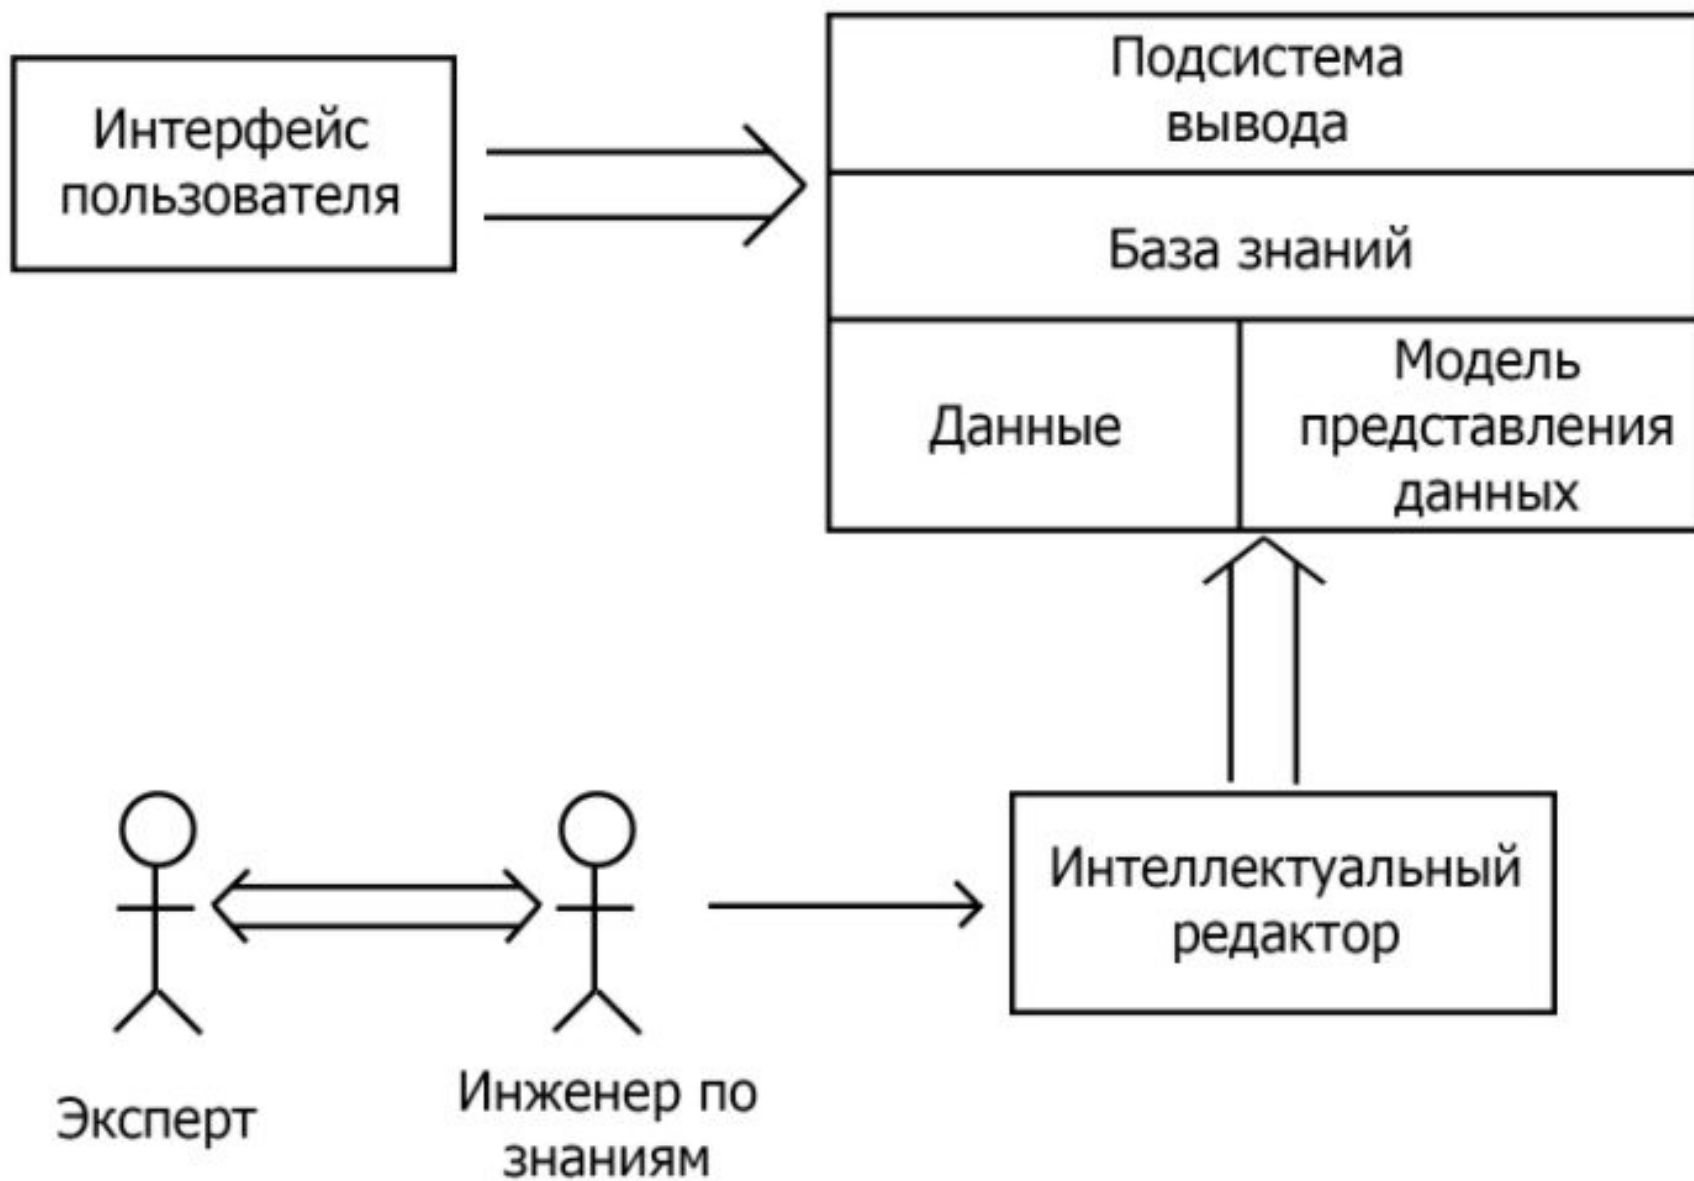 Интерфейс
пользователя
Подсистема
вывода
База знаний
Данные
Модель
представления
данных
Интеллектуальный
редактор
Эксперт
Инженер по
знаниям